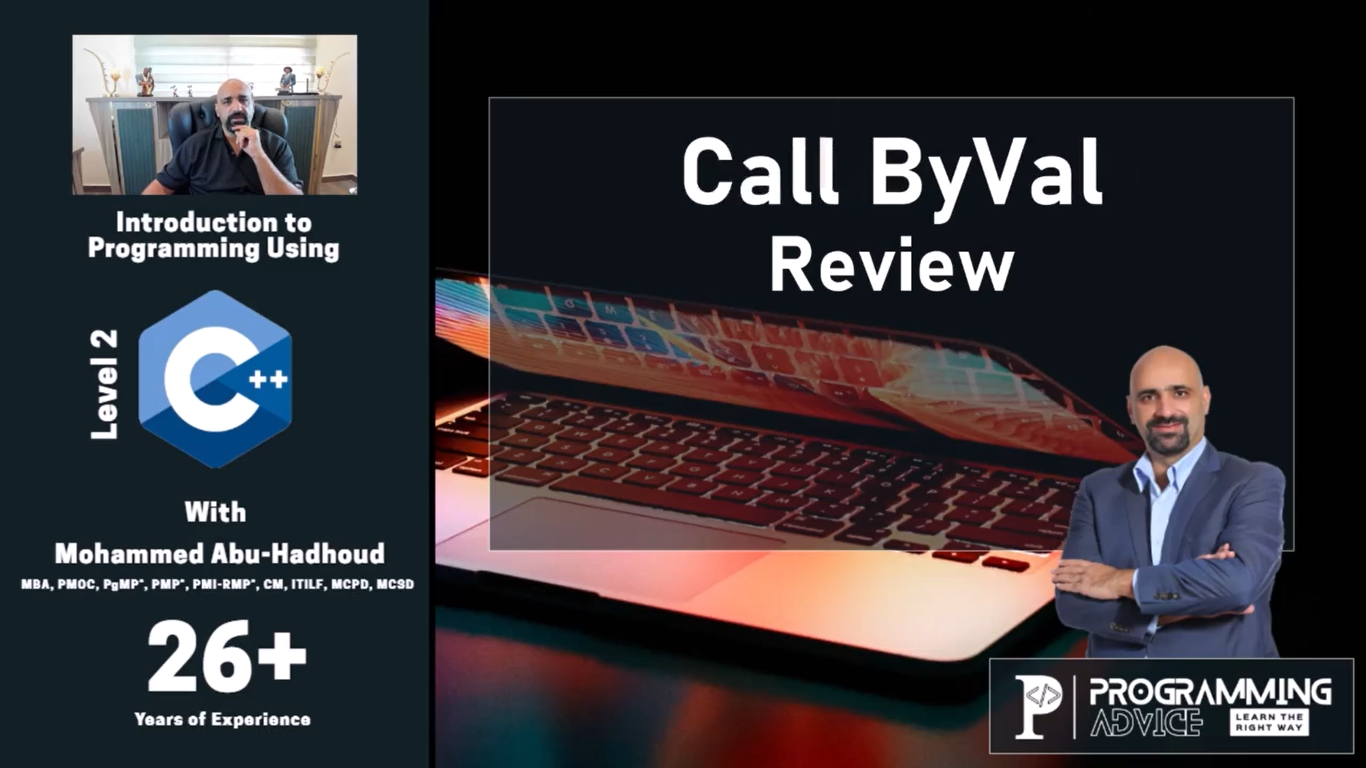 Introduction to
Programming Using
Level 2
C++
With
Mohammed Abu-Hadhoud
MBA, PMOC, PgMP®, PMP®, PMI-RMP®, CM, ITILF, MCPD, MCSD
26+
Years of Experience
Call ByVal
Review
P </>
PROGRAMMING
ADVICE
LEARN THE
RIGHT WAY